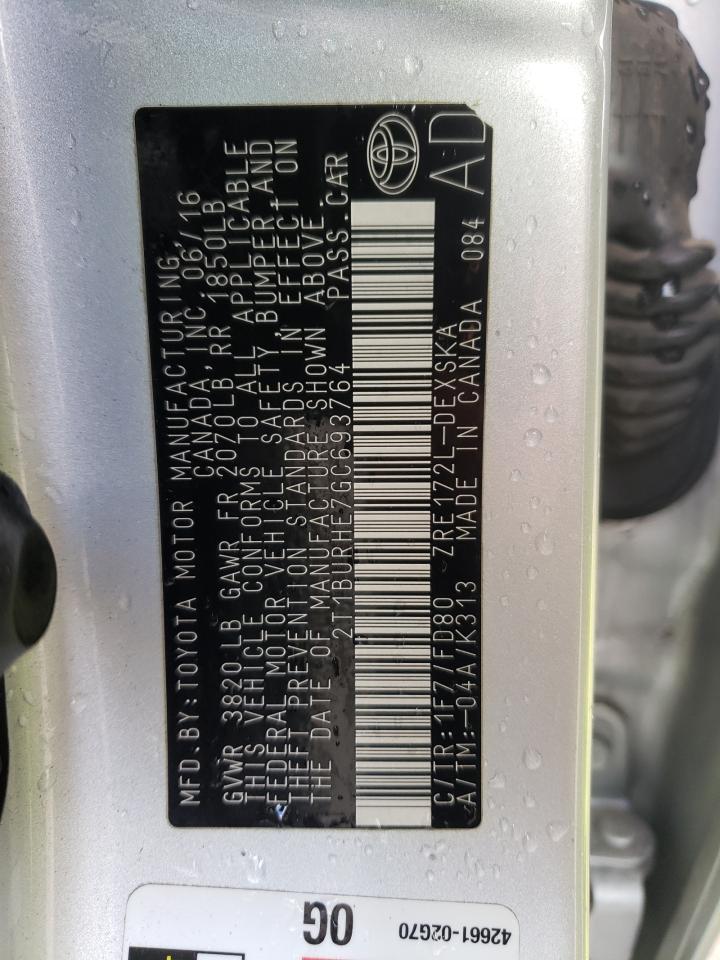 MFD.BY:TOYOTA MOTOR MANUFACTURING,
CANADA,INC 06/16
GVWR 3820 LB GAWR FR 2070LB,RR 1850LB
THIS VEHICLE CONFORMS TO ALL APPLICABLE
FEDERAL MOTOR VEHICLE SAFETY, BUMPER,AND
THEFT PREVENTION STANDARDS IN EFFECT ON
THE DATE OF MANUFACTURE SHOWN ABOVE.
2T1BURHE7GC693764 PASS.CAR
C/TR:1F7/FD80 ZRE172L-DEXSKA
A/TM:-04A/K313 MADE IN CANADA 084
AD
0G
42661-02G70